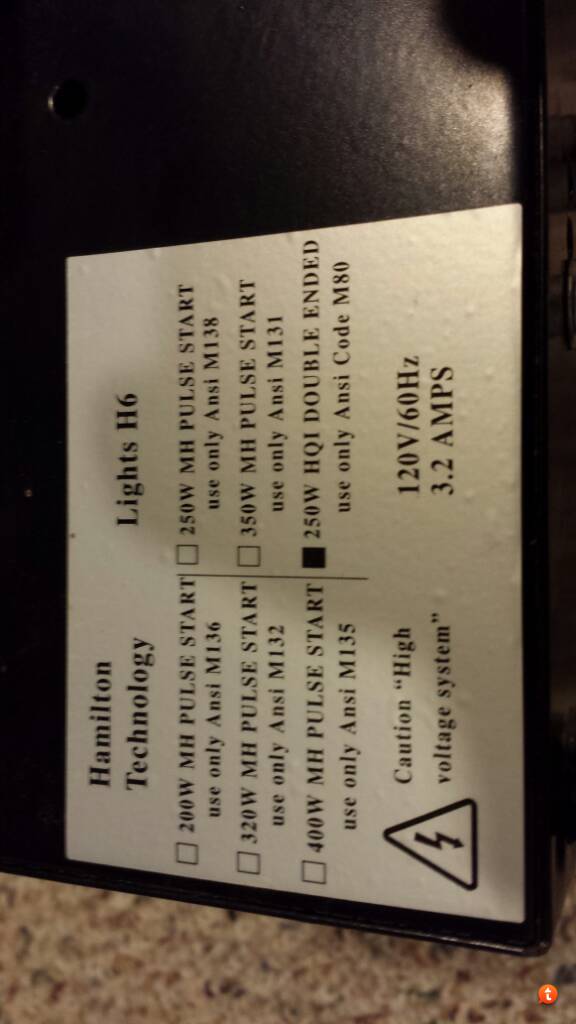 Hamilton
Technology
Lights H6
200W MH PULSE START
use only Ansi M136
320W MH PULSE START
use only Ansi M132
400W MH PULSE START
use only Ansi M135
250W MH PULSE START
use only Ansi M138
350W MH PULSE START
use only Ansi M131
250W HQI DOUBLE ENDED
use only Ansi Code M80
Caution “High
voltage system”
120V/60Hz
3.2 AMPS
t